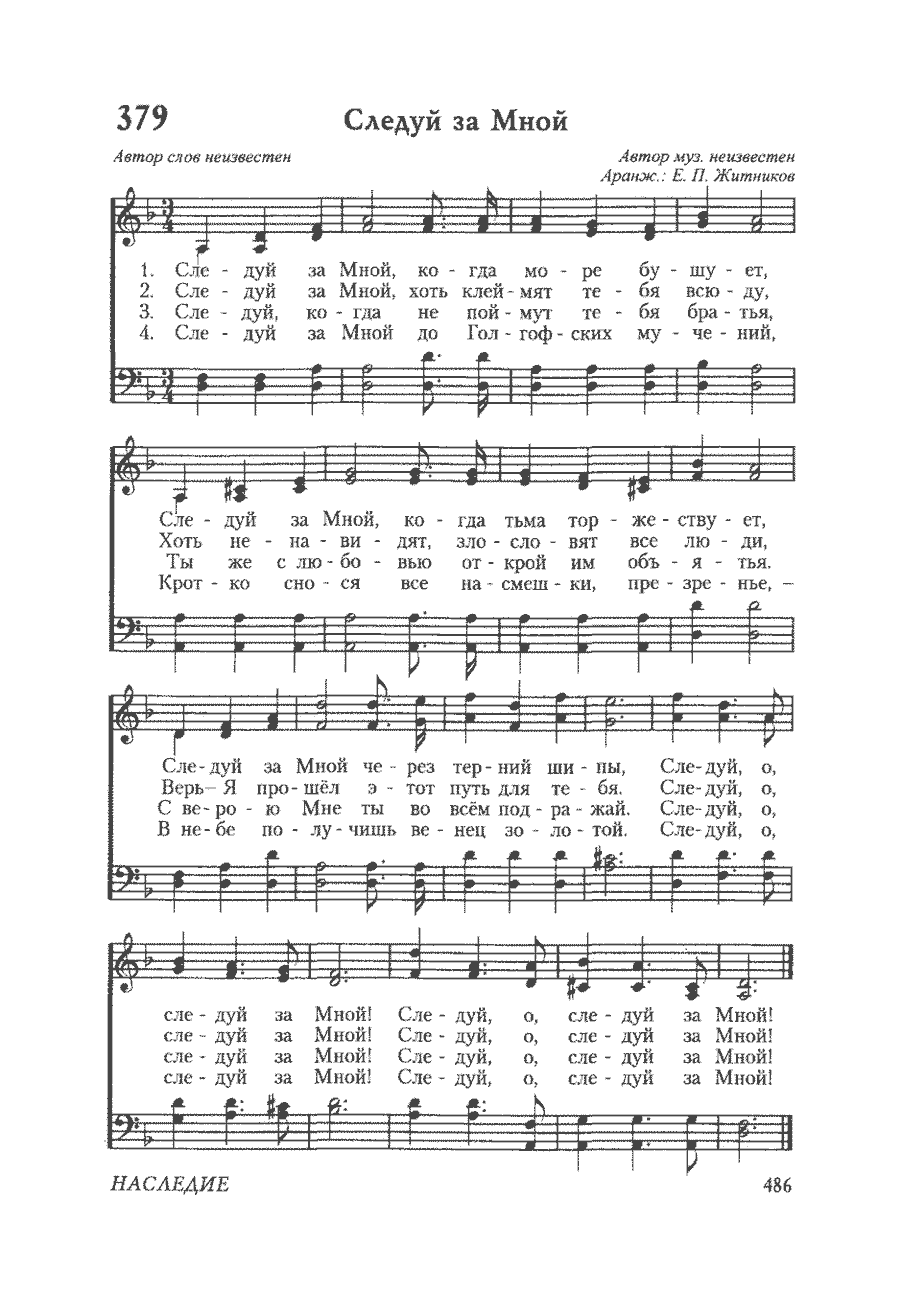 379 Следуй за Мной
Автор слов неизвестен Автор муз. неизвестен
Аранж.: Е. П. Житников
1. Сле - дуй за Мной, ко - гда мо - ре бу - шу - ет,
2. Сле - дуй за Мной, хоть клей - мят те - бя всю - ду,
3. Сле - дуй, ко - гда не пой - мут те - бя бра - тья,
4. Сле - дуй за Мной до Гол - гоф - ских му - че - ний,
Сле - дуй за Мной, ко - гда тьма тор - же - ству - ет,
Хоть не - на - ви - дят, зло - сло - вят все лю - ди,
Ты же с лю - бо - вью от - крой им объ - я - тья.
Крот - ко сно - ся все на - смеш - ки, пре - зре - нье, –
Сле - дуй за Мной че - рез тер - ний ши - пы, Сле - дуй, о,
Верь – Я про - шёл э - тот путь для те - бя. Сле - дуй, о,
С ве - ро - ю Мне ты во всём под - ра - жай. Сле - дуй, о,
В не - бе по - лу - чишь ве - нец зо - ло - той. Сле - дуй, о,
сле - дуй за Мной! Сле - дуй, о, сле - дуй за Мной!
сле - дуй за Мной! Сле - дуй, о, сле - дуй за Мной!
сле - дуй за Мной! Сле - дуй, о, сле - дуй за Мной!
сле - дуй за Мной! Сле - дуй, о, сле - дуй за Мной!
НАСЛЕДИЕ 486